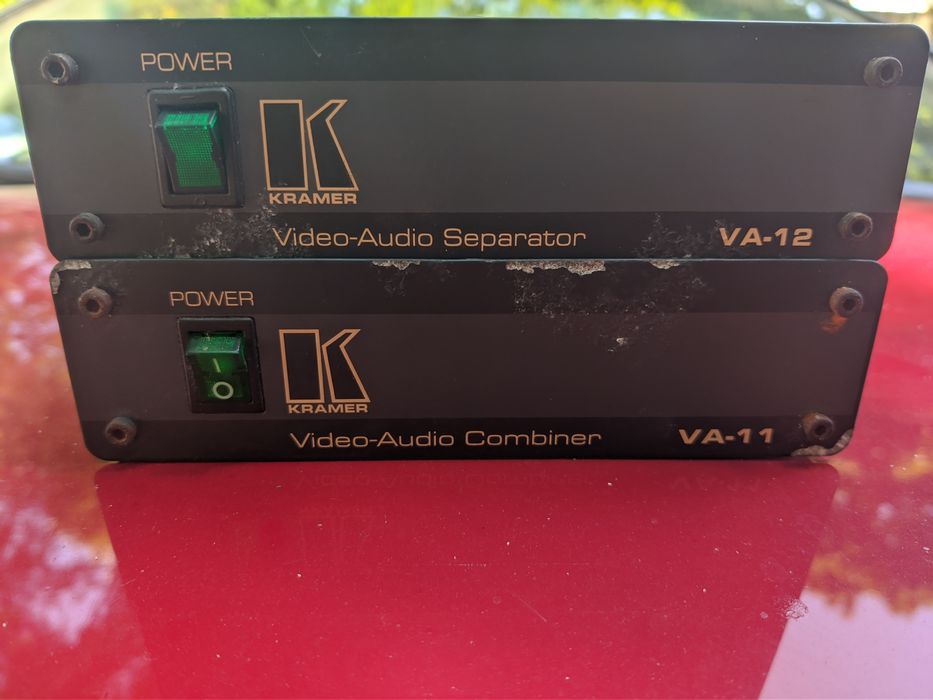 POWER
K
KRAMER
Video-Audio Separator VA-12
POWER
I
O
K
KRAMER
Video-Audio Combiner VA-11